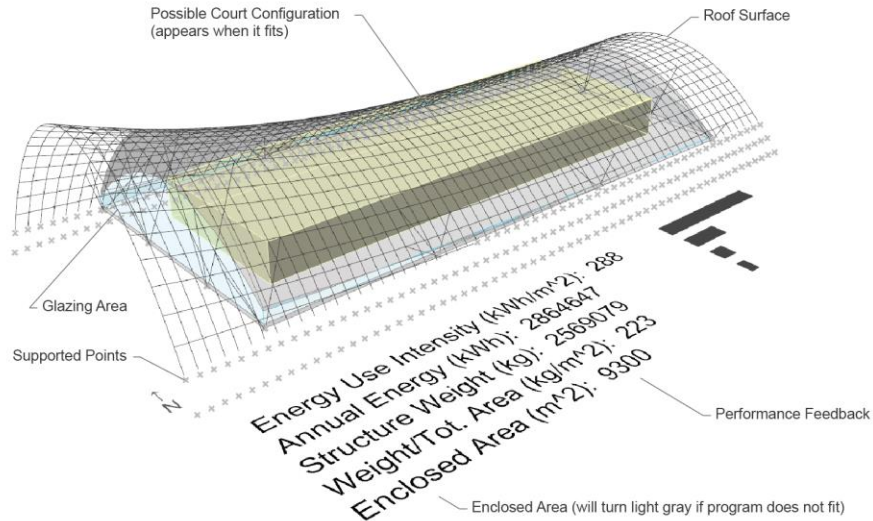 Possible Court Configuration
(appears when it fits)
Roof Surface
Glazing Area
Supported Points
N
Energy Use Intensity (kWh/m^2): 288
Annual Energy (kWh): 2864647
Structure Weight (kg): 2569079
Weight/Tot. Area (kg/m^2): 223
Enclosed Area (m^2): 9300
Performance Feedback
Enclosed Area (will turn light gray if program does not fit)